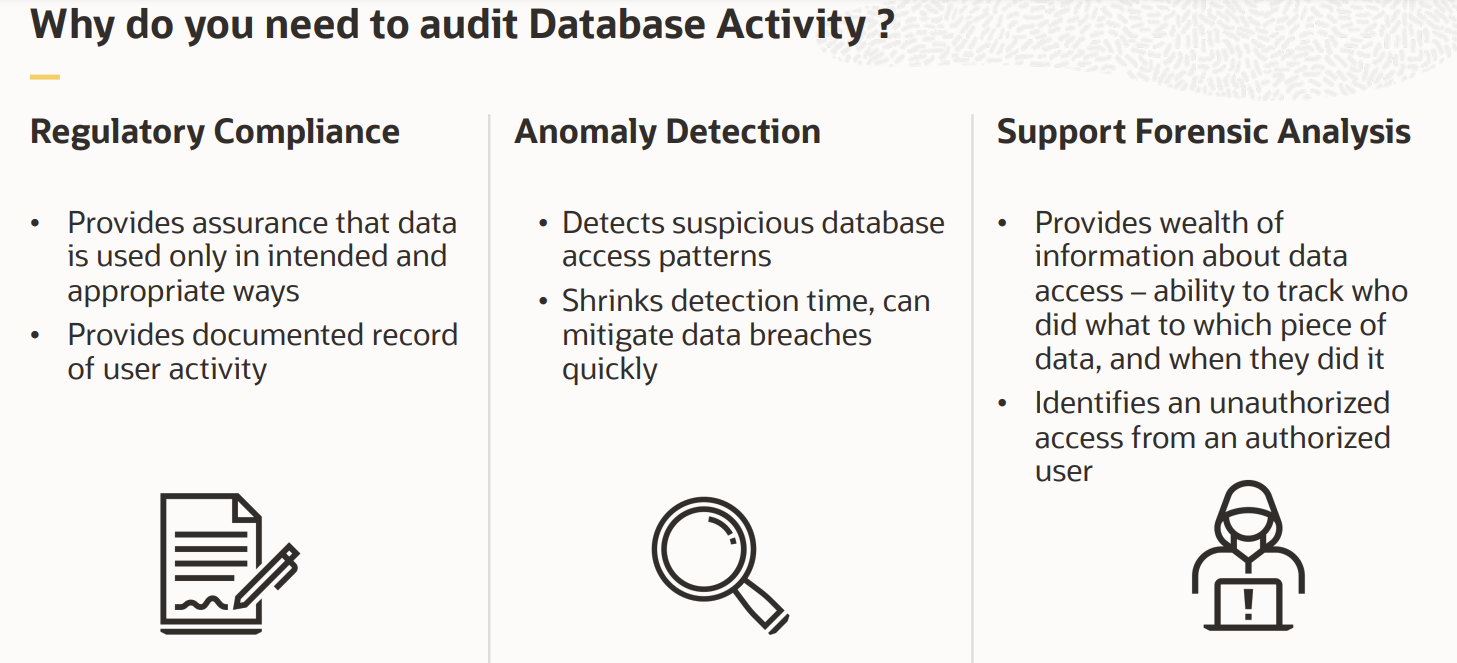 Why do you need to audit Database Activity ?
Regulatory Compliance
• Provides assurance that data
is used only in intended and
appropriate ways
• Provides documented record
of user activity
Anomaly Detection
• Detects suspicious database
access patterns
• Shrinks detection time, can
mitigate data breaches
quickly
Support Forensic Analysis
• Provides wealth of
information about data
access – ability to track who
did what to which piece of
data, and when they did it
• Identifies an unauthorized
access from an authorized
user
!